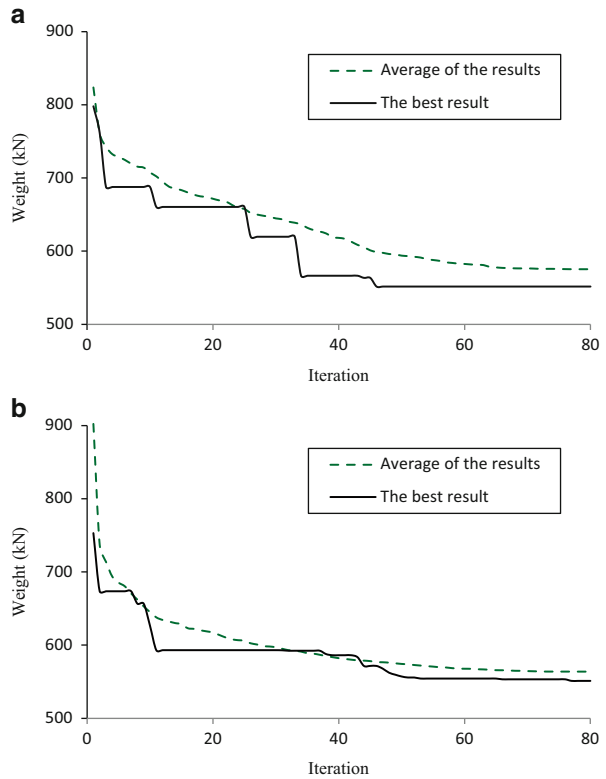 a
900
800
700
600
500
Weight (kN)
Average of the results
The best result
0 20 40 60 80
Iteration
b
900
800
700
600
500
Weight (kN)
Average of the results
The best result
0 20 40 60 80
Iteration